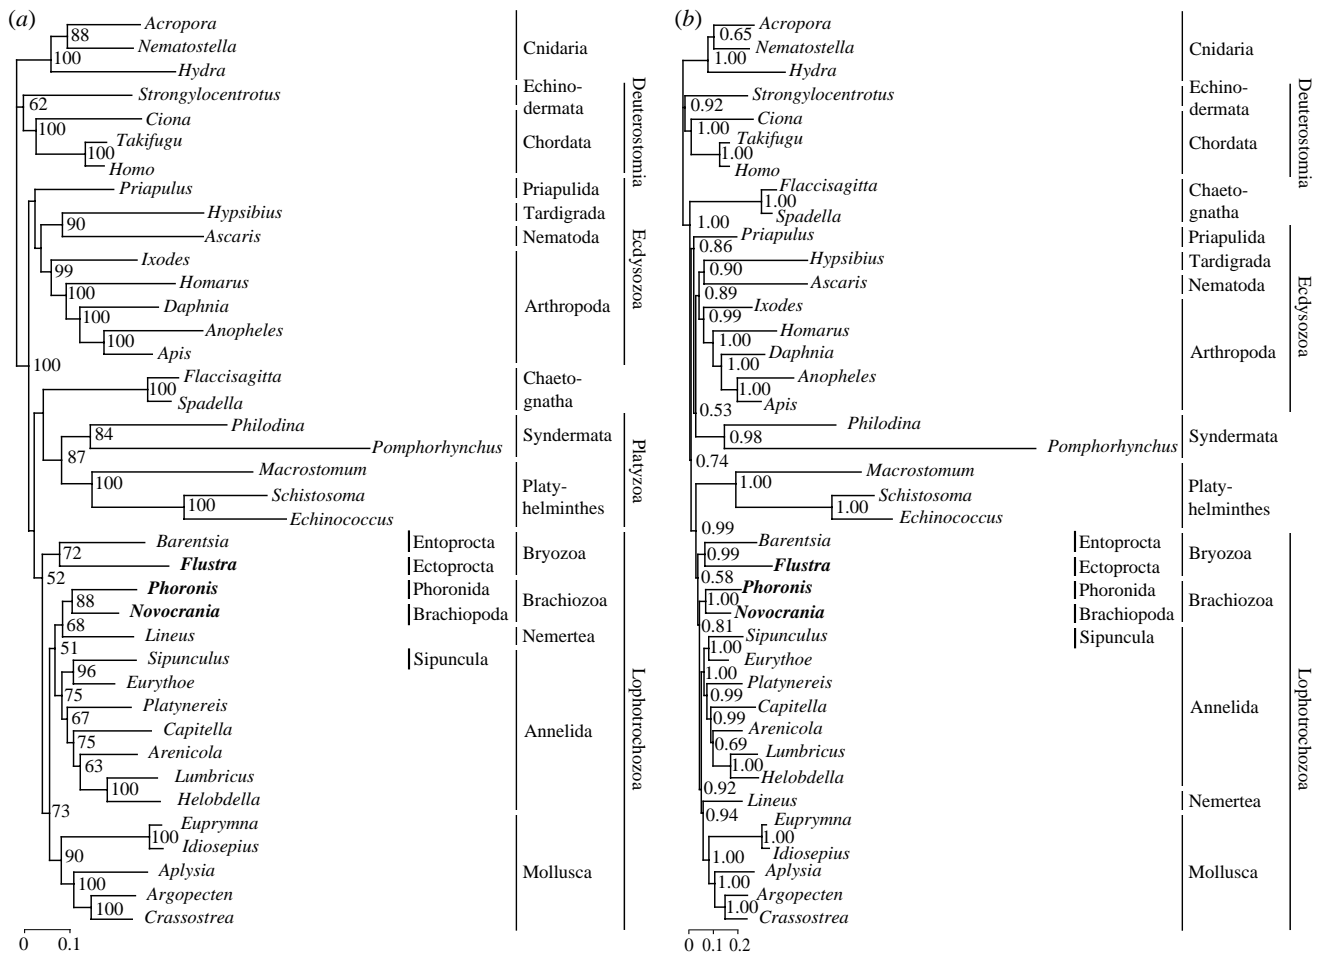 (a)
Acropora
88
Nematostella
100
Hydra
Cnidaria
Strongylocentrotus
62
Echino-
dermata
Ciona
100
Takifugu
100
Homo
Chordata
Deuterostomia
Priapulus
Priapulida
Hypsibius
Tardigrada
90
Ascaris
Nematoda
Ixodes
99
Homarus
100
Daphnia
100
Anopheles
100
Apis
Arthropoda
Ecdysozoa
100
Flaccisagitta
100
Spadella
Chaeto-
gnatha
Philodina
84
Pomphorhynchus
Syndermata
87
Macrostomum
100
Schistosoma
100
Echinococcus
Platy-
helminthes
Platyzoa
Barentsia
Entoprocta
72
Flustra
Ectoprocta
Bryozoa
52
Phoronis
Phoronida
88
Novocrania
Brachiopoda
Brachiozoa
68
Lineus
Nemertea
51
Sipunculus
Sipuncula
96
Eurythoe
75
Platynereis
67
Capitella
75
Arenicola
63
Lumbricus
100
Helobdella
Annelida
Lophotrochozoa
73
Euprymna
100
Idiosepius
90
Aplysia
100
Argopecten
100
Crassostrea
Mollusca
0 0.1
(b)
Acropora
0.65
Nematostella
1.00
Hydra
Cnidaria
Strongylocentrotus
0.92
Echino-
dermata
Ciona
1.00
Takifugu
1.00
Homo
Chordata
Deuterostomia
Flaccisagitta
1.00
Spadella
Chaeto-
gnatha
1.00
Priapulus
Priapulida
0.86
Hypsibius
Tardigrada
0.90
Ascaris
Nematoda
0.89
Ixodes
0.99
Homarus
1.00
Daphnia
1.00
Anopheles
1.00
Apis
Arthropoda
Ecdysozoa
0.53
Philodina
0.98
Pomphorhynchus
Syndermata
0.74
Macrostomum
1.00
Schistosoma
1.00
Echinococcus
Platy-
helminthes
0.99
Barentsia
Entoprocta
0.99
Flustra
Ectoprocta
Bryozoa
0.58
Phoronis
Phoronida
1.00
Novocrania
Brachiopoda
Brachiozoa
0.81
Sipunculus
Sipuncula
1.00
Eurythoe
1.00
Platynereis
0.99
Capitella
0.99
Arenicola
0.69
Lumbricus
1.00
Helobdella
Annelida
Lophotrochozoa
0.92
Lineus
Nemertea
0.94
Euprymna
1.00
Idiosepius
1.00
Aplysia
1.00
Argopecten
1.00
Crassostrea
Mollusca
0 0.1 0.2